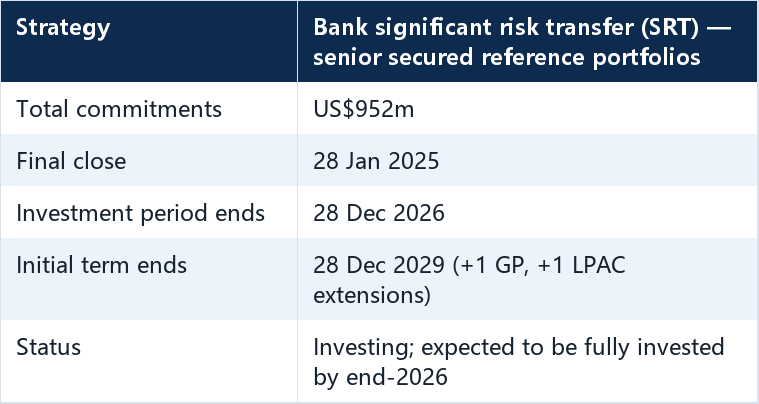 Strategy
Bank significant risk transfer (SRT) —
senior secured reference portfolios
Total commitments
US$952m
Final close
28 Jan 2025
Investment period ends
28 Dec 2026
Initial term ends
28 Dec 2029 (+1 GP, +1 LPAC
extensions)
Status
Investing; expected to be fully invested
by end-2026